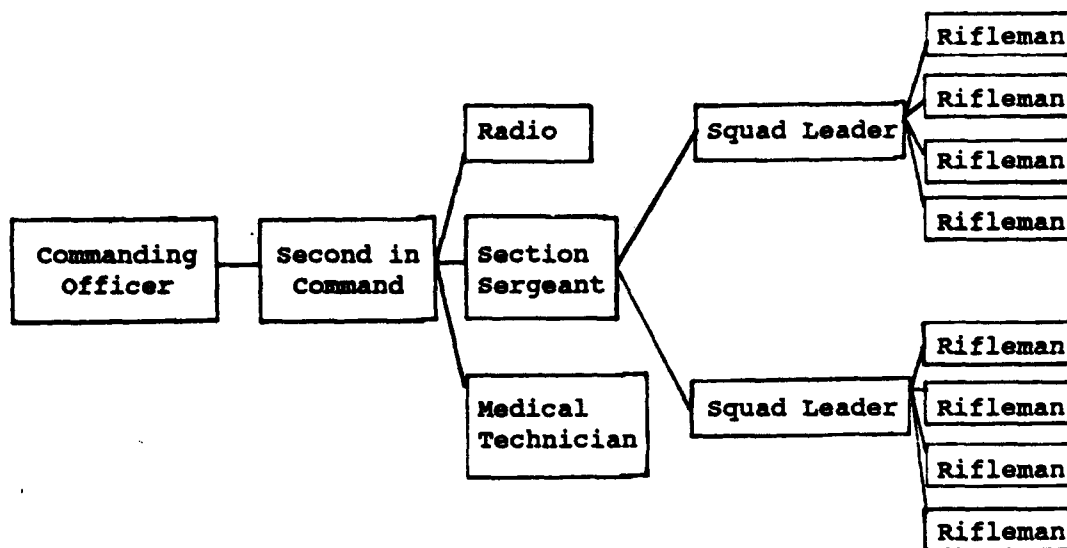 Commanding
Officer
Second in
Command
Radio
Section
Sergeant
Medical
Technician
Squad Leader
Rifleman
Rifleman
Rifleman
Rifleman
Squad Leader
Rifleman
Rifleman
Rifleman
Rifleman